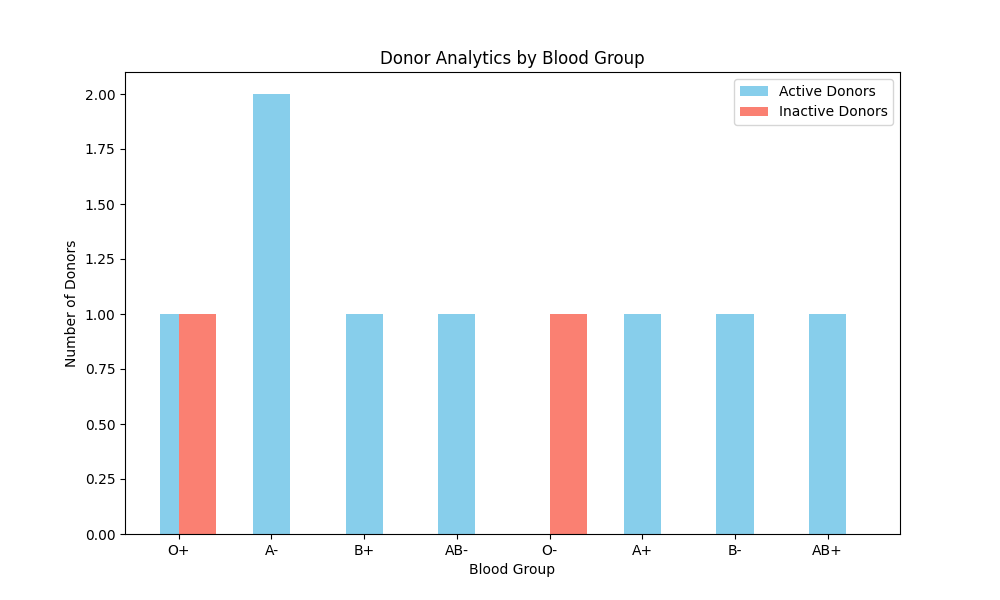 Donor Analytics by Blood Group
Active Donors
Inactive Donors
2.00
1.75
1.50
1.25
1.00
0.75
0.50
0.25
0.00
Number of Donors
O+ A- B+ AB- O- A+ B- AB+
Blood Group